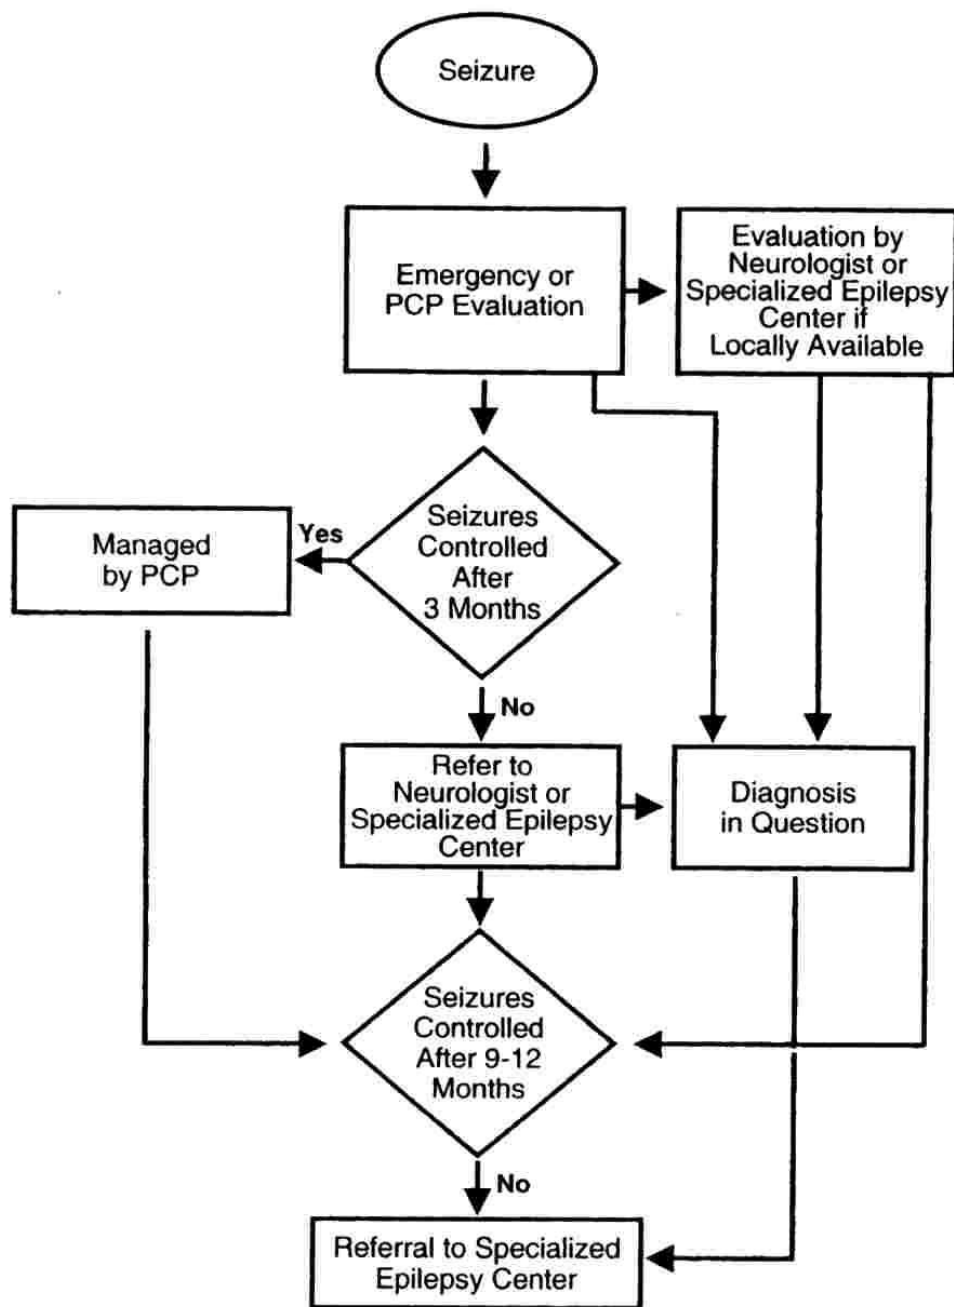 Seizure
Emergency or
PCP Evaluation
Evaluation by
Neurologist or
Specialized Epilepsy
Center if
Locally Available
Seizures
Controlled
After
3 Months
Yes
Managed
by PCP
No
Refer to
Neurologist or
Specialized Epilepsy
Center
Diagnosis
in Question
Seizures
Controlled
After 9-12
Months
No
Referral to Specialized
Epilepsy Center